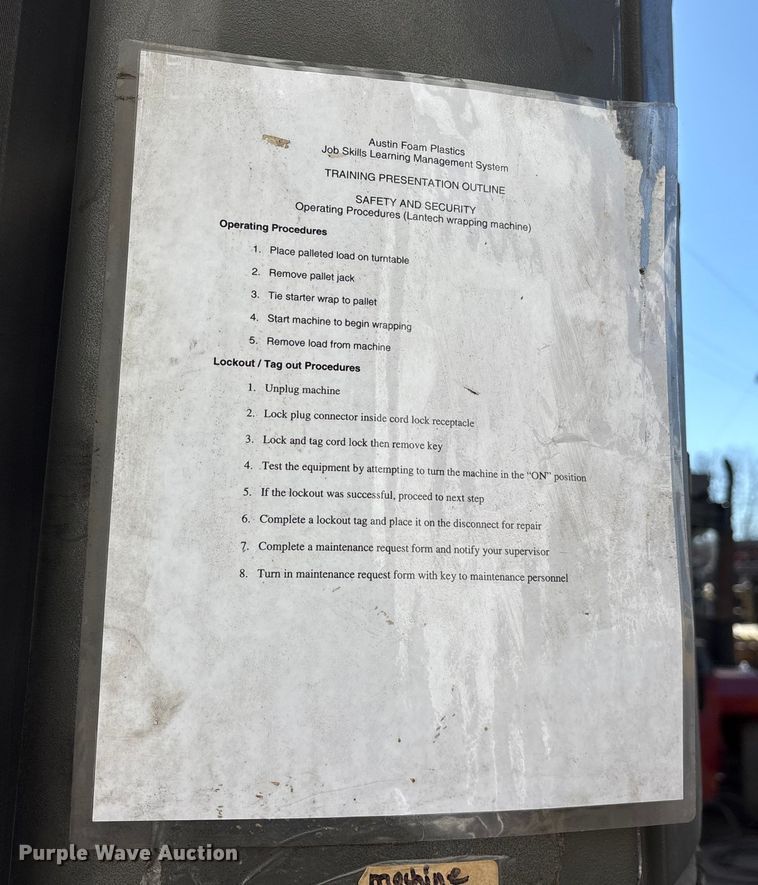 Austin Foam Plastics
Job Skills Learning Management System
TRAINING PRESENTATION OUTLINE
SAFETY AND SECURITY
Operating Procedures (Lantech wrapping machine)
Operating Procedures
1. Place palleted load on turntable
2. Remove pallet jack
3. Tie starter wrap to pallet
4. Start machine to begin wrapping
5. Remove load from machine
Lockout / Tag out Procedures
1. Unplug machine
2. Lock plug connector inside cord lock receptacle
3. Lock and tag cord lock then remove key
4. Test the equipment by attempting to turn the machine in the “ON” position
5. If the lockout was successful, proceed to next step
6. Complete a lockout tag and place it on the disconnect for repair
7. Complete a maintenance request form and notify your supervisor
8. Turn in maintenance request form with key to maintenance personnel
Purple Wave Auction
machine